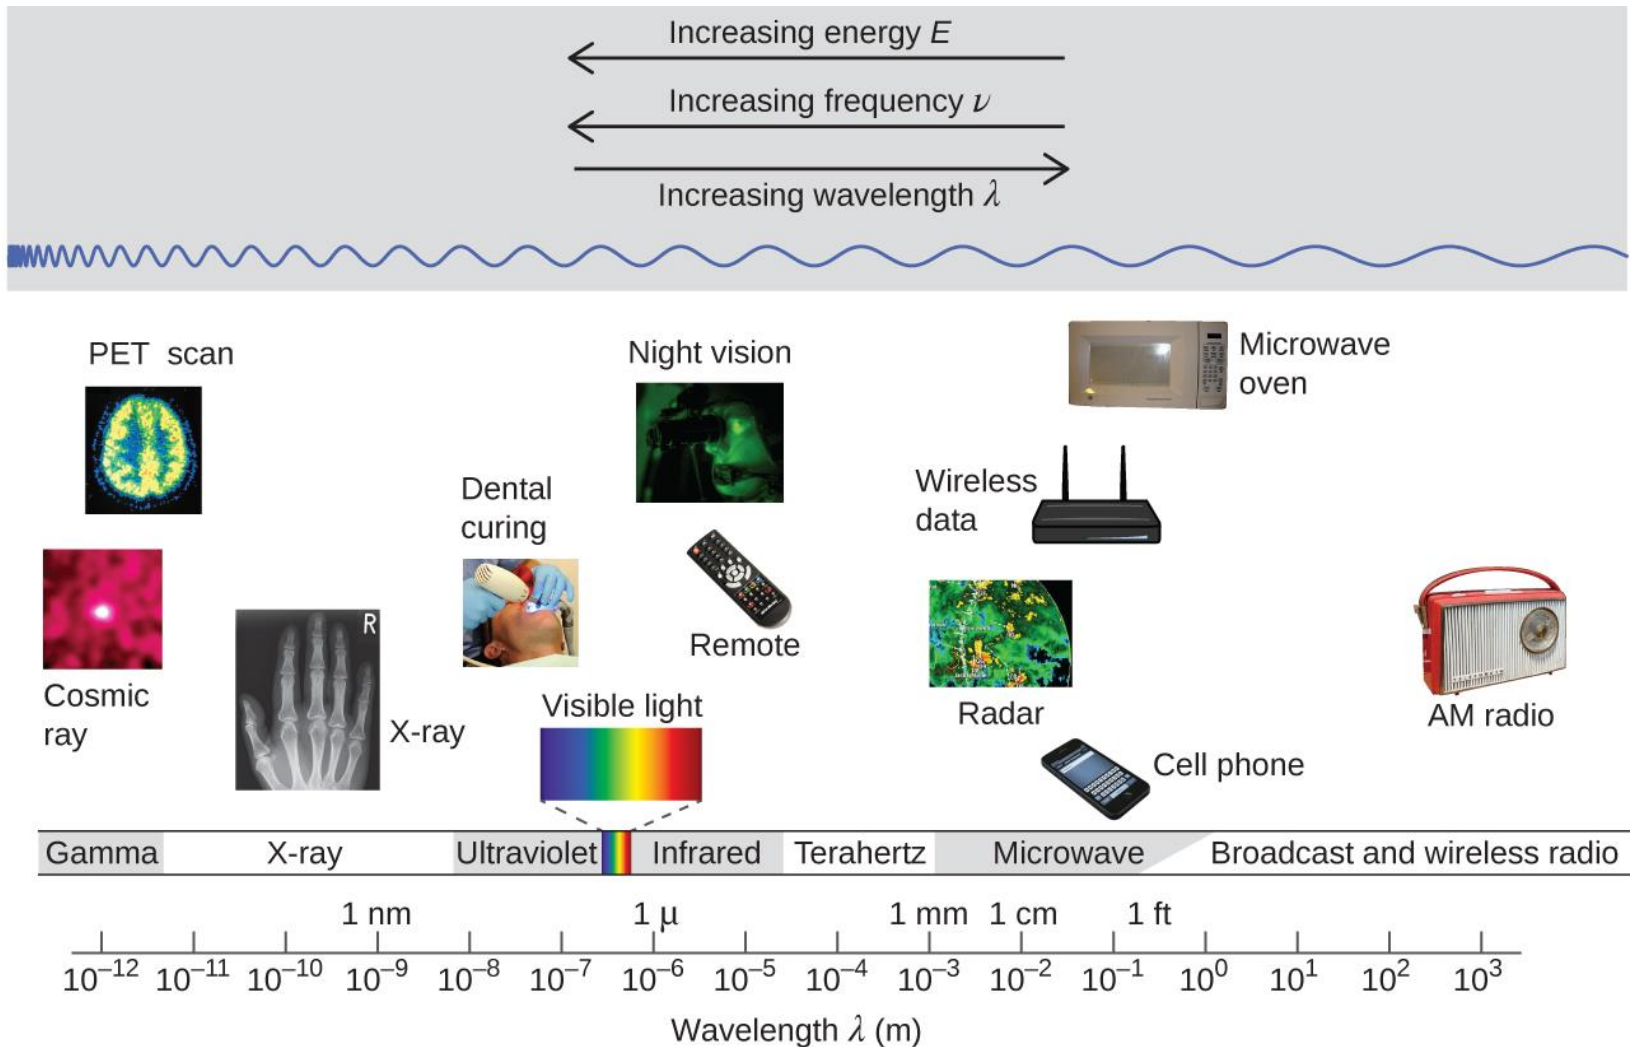 Increasing energy E
Increasing frequency ν
Increasing wavelength λ
PET scan
Night vision
Microwave
oven
Dental
curing
Wireless
data
Remote
Cosmic
ray
R
X-ray
Visible light
Radar
AM radio
Cell phone
Gamma X-ray Ultraviolet Infrared Terahertz Microwave Broadcast and wireless radio
1 nm 1 μ 1 mm 1 cm 1 ft
10⁻¹² 10⁻¹¹ 10⁻¹⁰ 10⁻⁹ 10⁻⁸ 10⁻⁷ 10⁻⁶ 10⁻⁵ 10⁻⁴ 10⁻³ 10⁻² 10⁻¹ 10⁰ 10¹ 10² 10³
Wavelength λ (m)